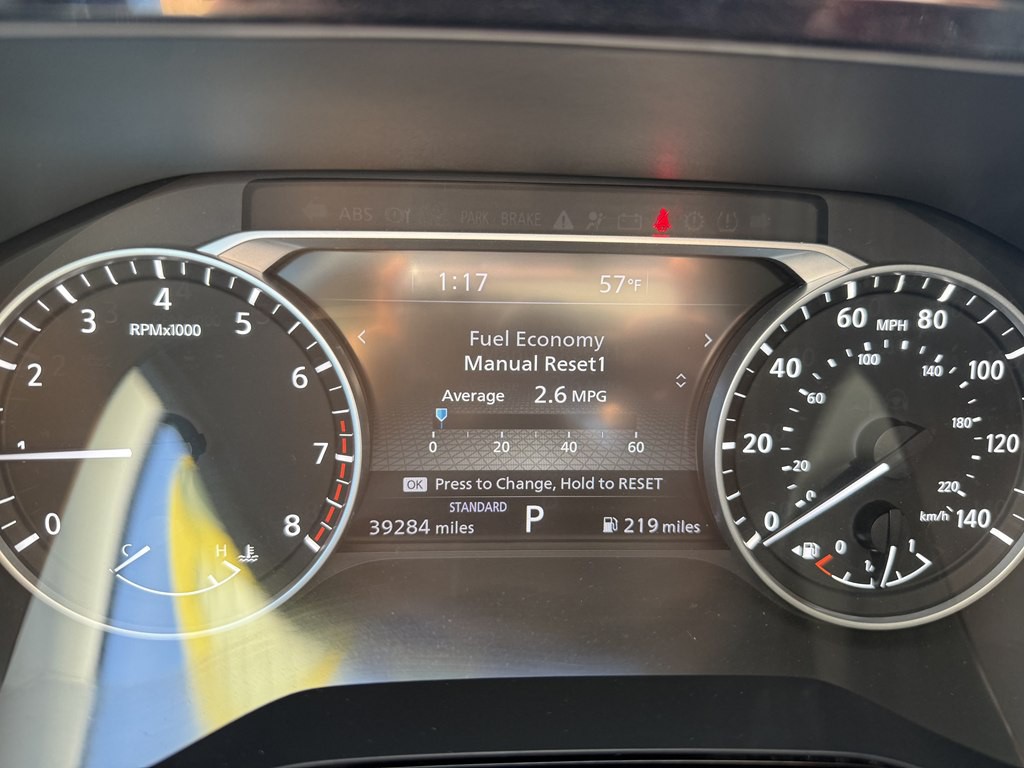 ABS
PARK BRAKE
1:17 57°F
< Fuel Economy >
Manual Reset1
Average 2.6 MPG
0 20 40 60
OK Press to Change, Hold to RESET
STANDARD
39284 miles P 219 miles
0 1 2 3 4 5 6 7 8
RPMx1000
C H
0 20 40 60 80 100 120 140
MPH
0 20 60 100 140 180 220
km/h
0 ½ 1